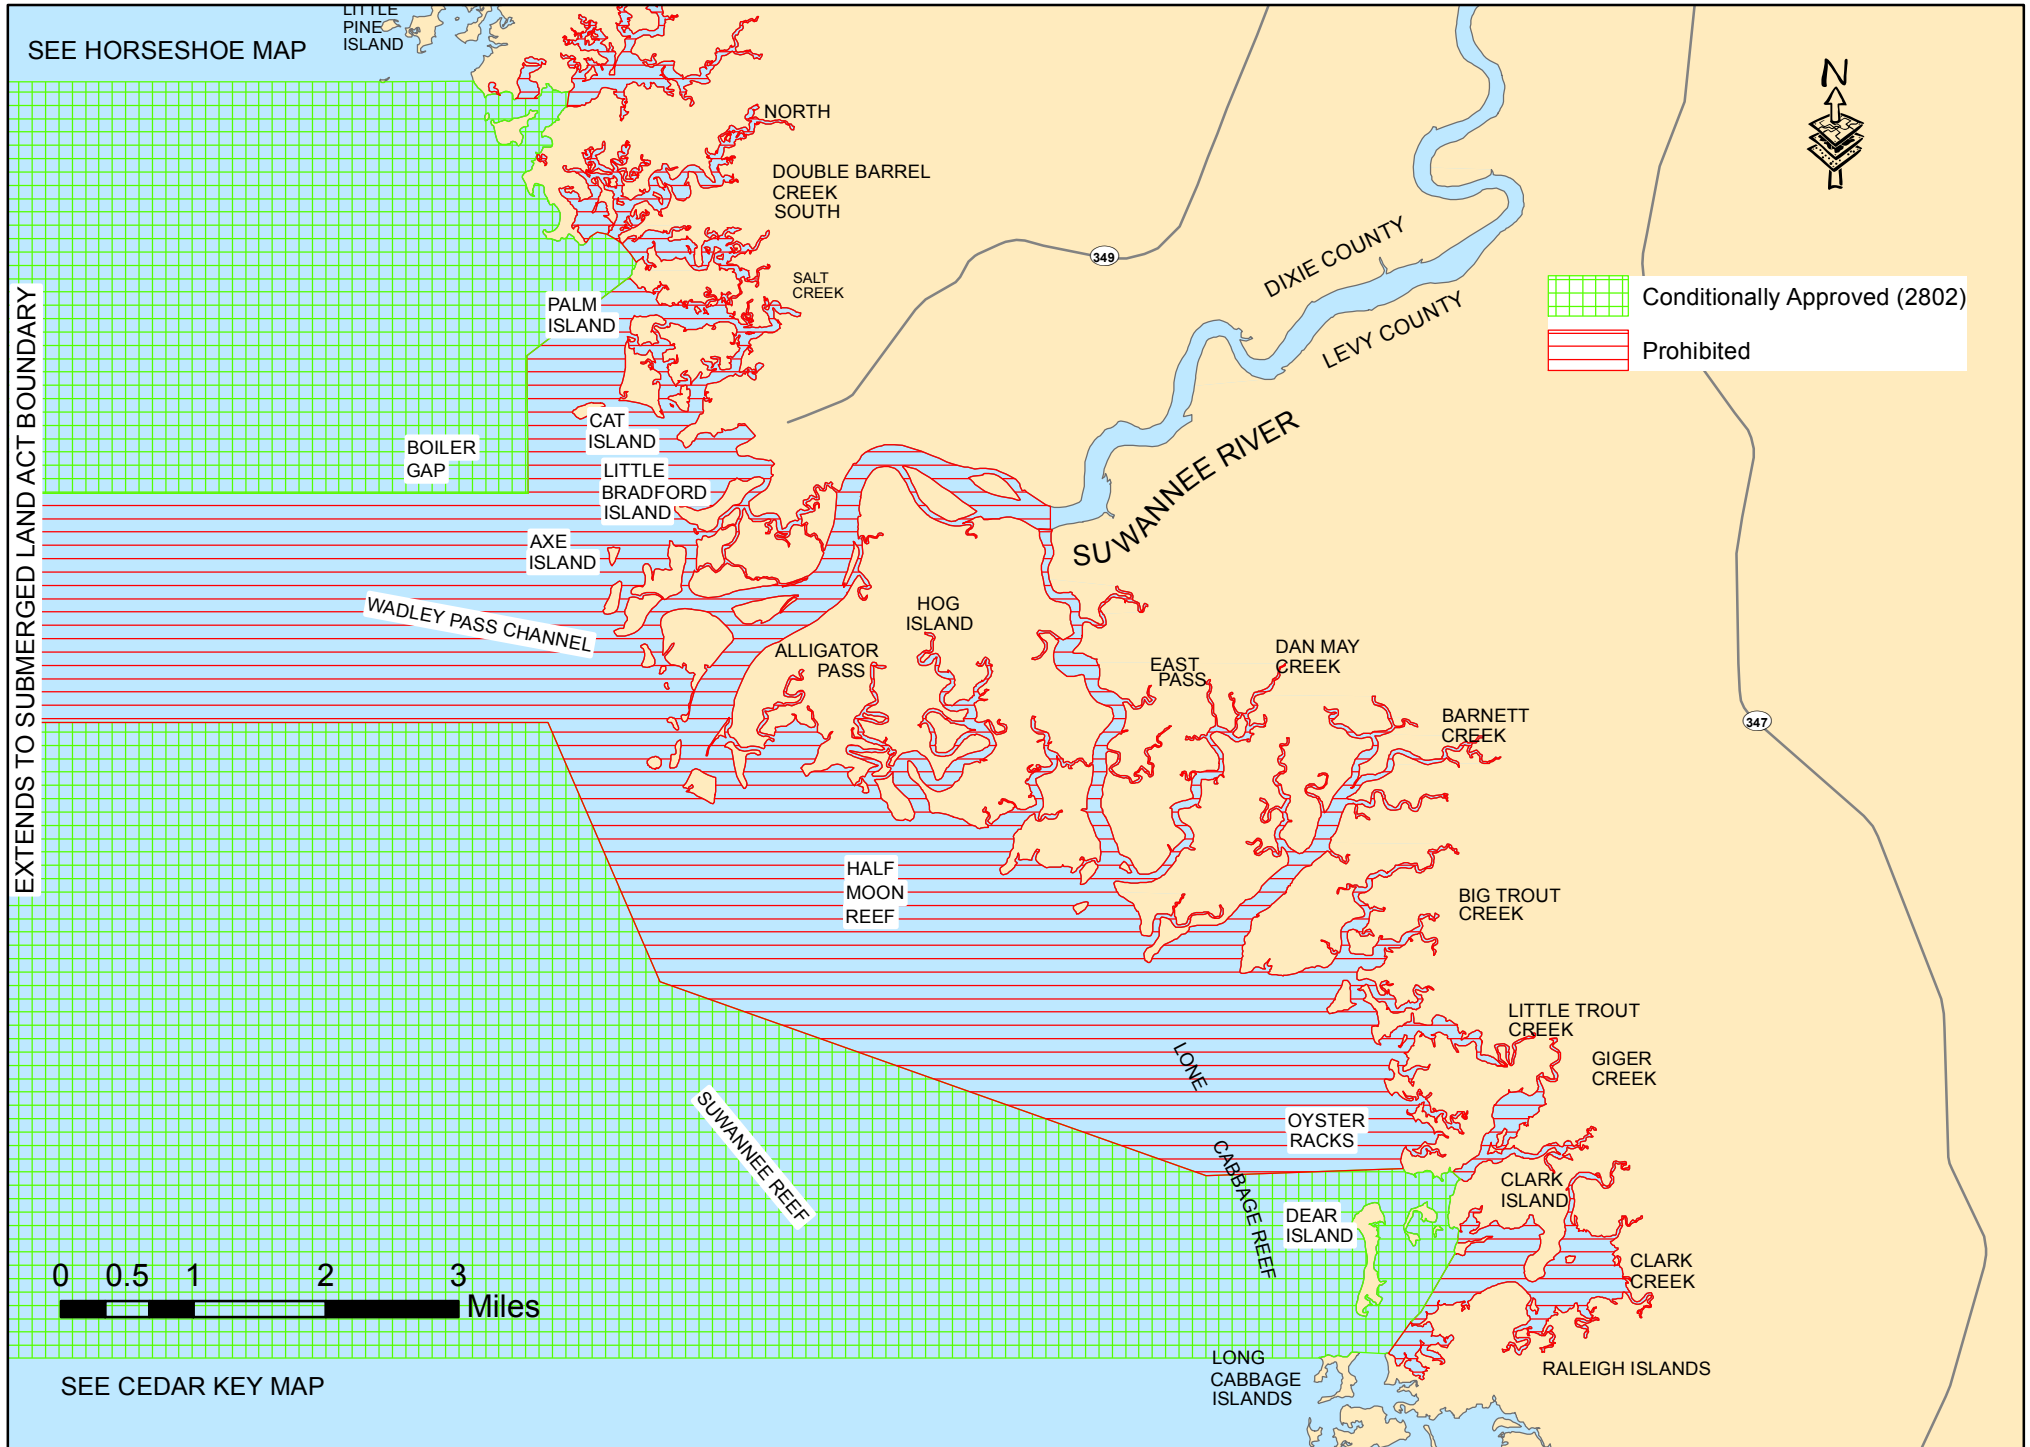 LITTLE
PINE
ISLAND
SEE HORSESHOE MAP
N
NORTH
DOUBLE BARREL
CREEK
SOUTH
349
DIXIE COUNTY
LEVY COUNTY
SALT
CREEK
PALM
ISLAND
Conditionally Approved (2802)
Prohibited
EXTENDS TO SUBMERGED LAND ACT BOUNDARY
CAT
ISLAND
BOILER
GAP
LITTLE
BRADFORD
ISLAND
SUWANNEE RIVER
AXE
ISLAND
WADLEY PASS CHANNEL
HOG
ISLAND
ALLIGATOR
PASS
EAST
PASS
DAN MAY
CREEK
BARNETT
CREEK
347
HALF
MOON
REEF
BIG TROUT
CREEK
LITTLE TROUT
CREEK
GIGER
CREEK
LONE
CABBAGE REEF
OYSTER
RACKS
SUWANNEE REEF
CLARK
ISLAND
DEAR
ISLAND
CLARK
CREEK
0 0.5 1 2 3
Miles
LONG
CABBAGE
ISLANDS
RALEIGH ISLANDS
SEE CEDAR KEY MAP